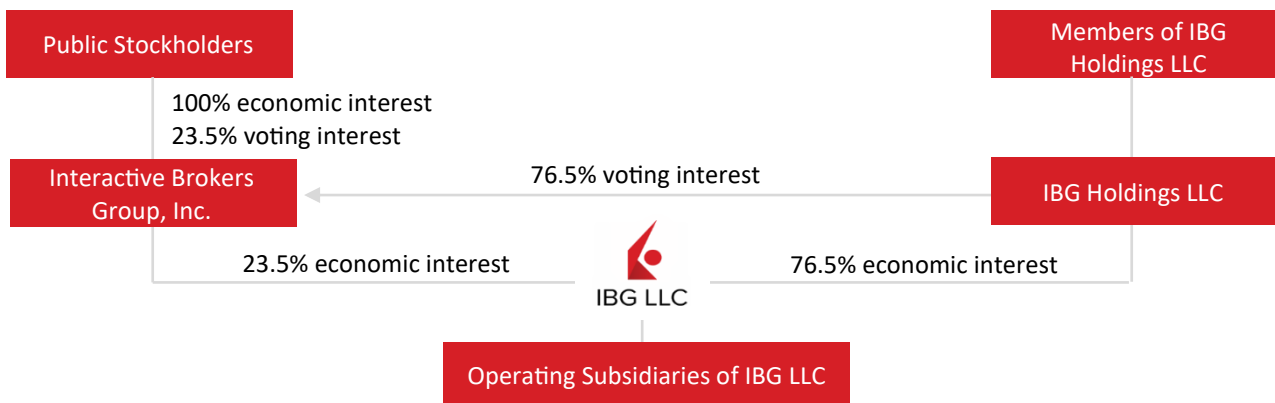 Public Stockholders
Members of IBG
Holdings LLC
100% economic interest
23.5% voting interest
Interactive Brokers
Group, Inc.
76.5% voting interest
IBG Holdings LLC
23.5% economic interest
76.5% economic interest
IBG LLC
Operating Subsidiaries of IBG LLC